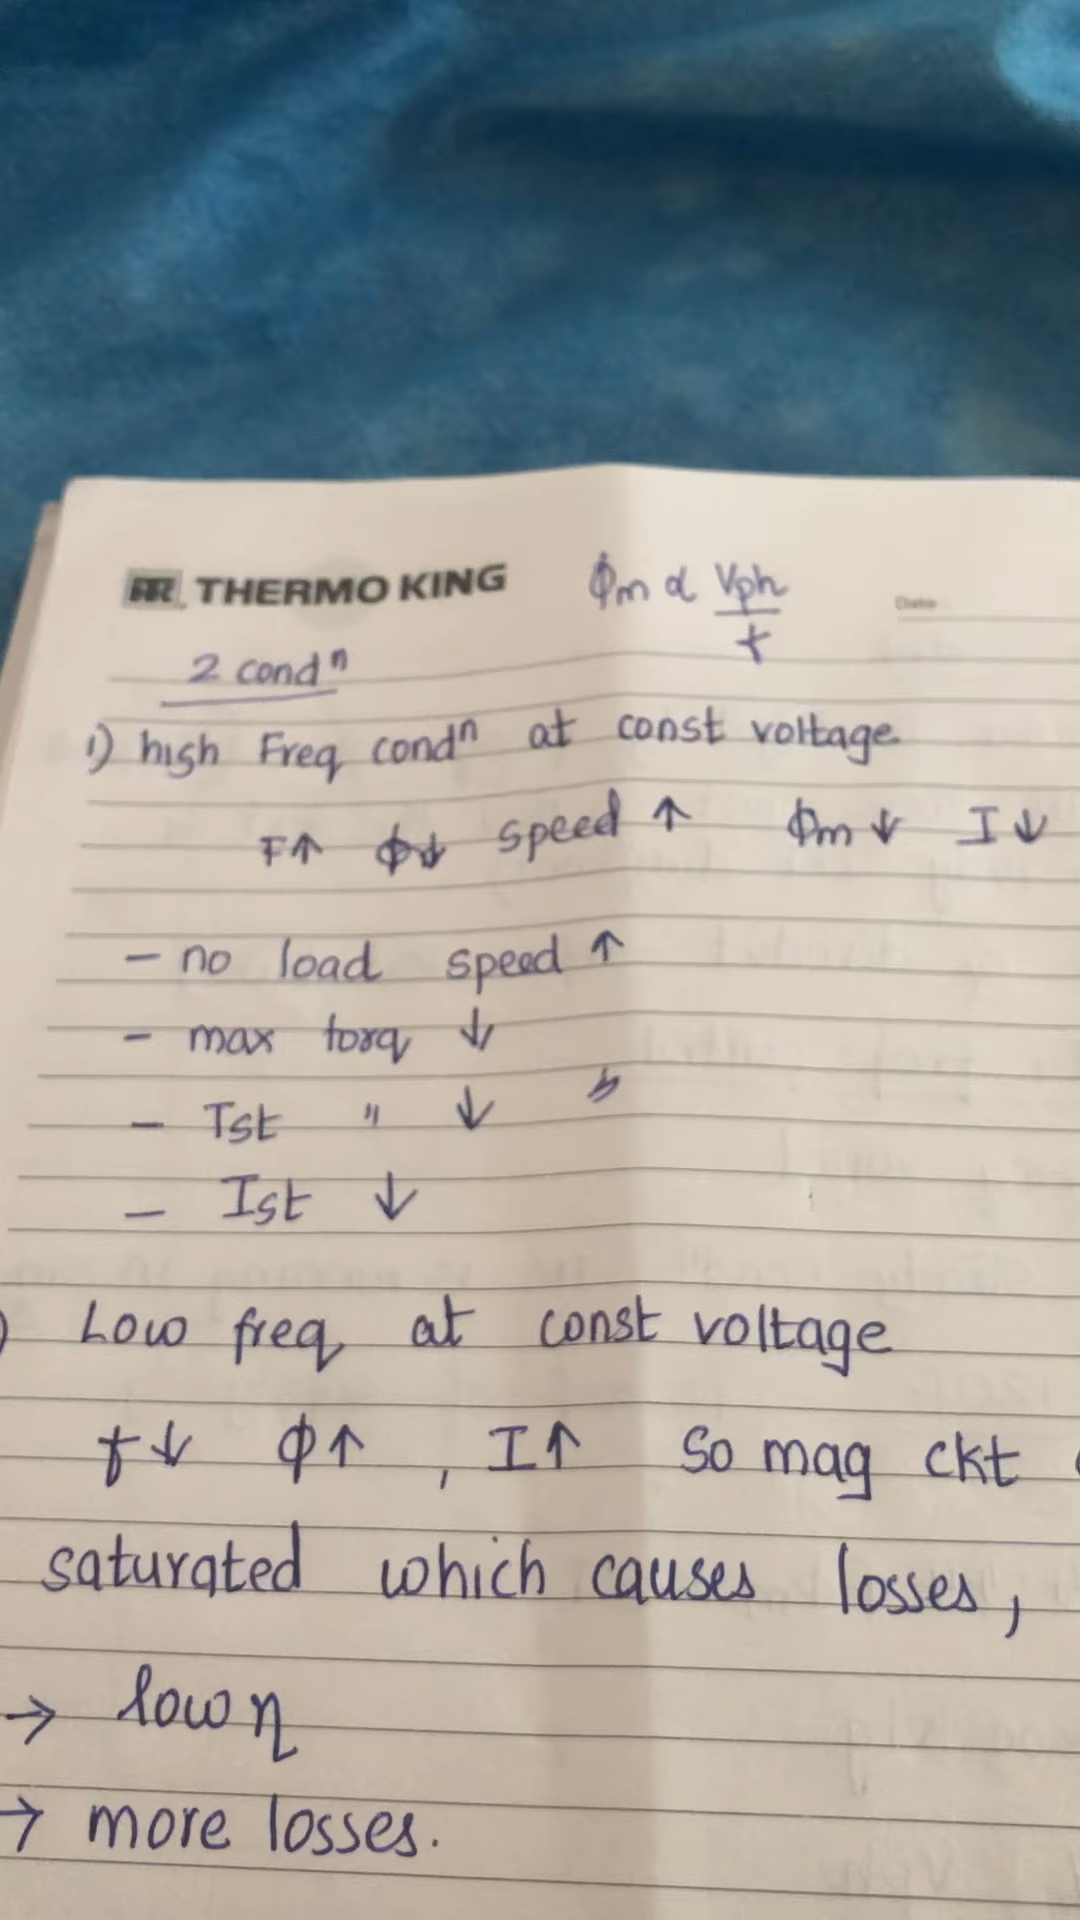 THERMO KING ϕm α Vph / f
Date
2 condⁿ
1) high Freq condⁿ at const voltage
F↑ ϕ↓ speed ↑ ϕm ↓ I ↓
- no load speed ↑
- max torq ↓
- Tst " ↓
- Ist ↓
) Low freq at const voltage
f↓ ϕ↑ , I↑ so mag ckt
saturated which causes losses,
→ low η
→ more losses.